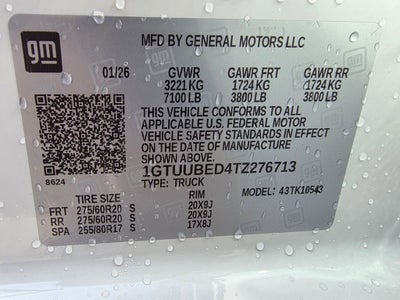 gm
MFD BY GENERAL MOTORS LLC
01/26 GVWR GAWR FRT GAWR RR
3221 KG 1724 KG 1724 KG
7100 LB 3800 LB 3800 LB
THIS VEHICLE CONFORMS TO ALL
APPLICABLE U.S. FEDERAL MOTOR
VEHICLE SAFETY STANDARDS IN EFFECT
ON THE DATE OF MANUFACTURE
SHOWN ABOVE
1GTUUBED4TZ276713
8624 TYPE: TRUCK MODEL: 43TK10543
TIRE SIZE RIM
FRT 275/60R20 S 20X9J
RR 275/60R20 S 20X9J
SPA 255/80R17 S 17X8J